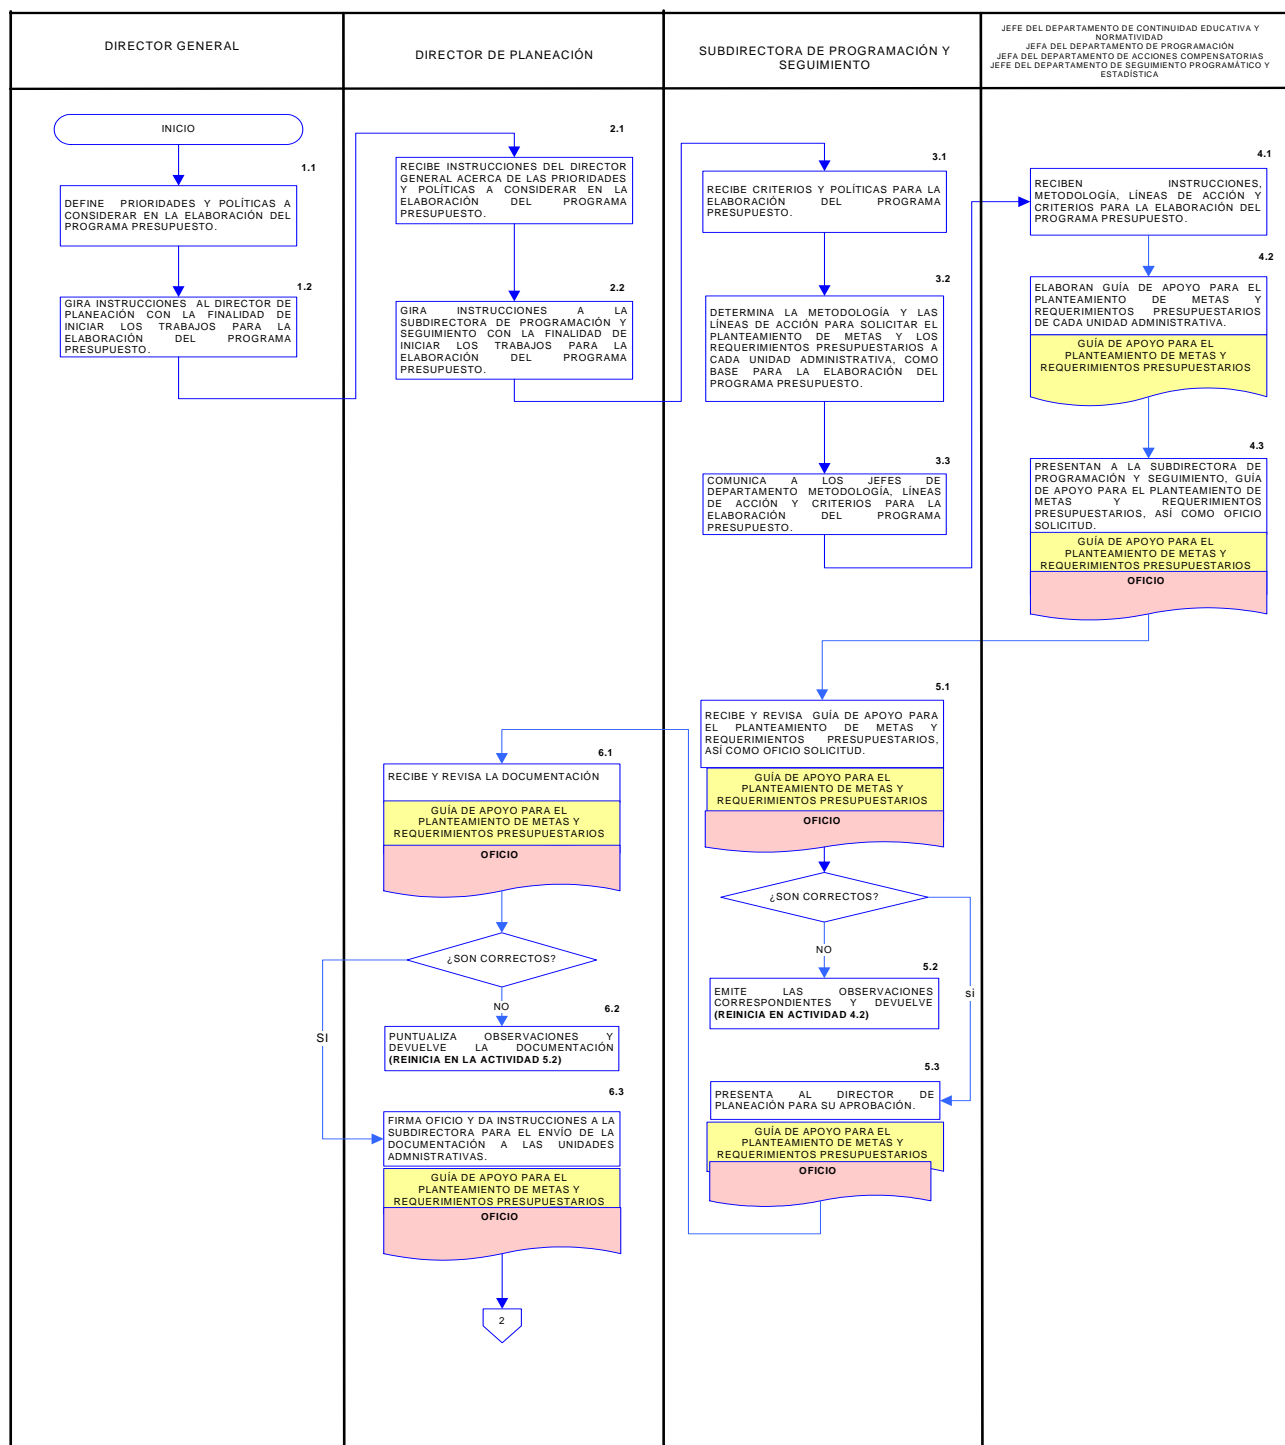 DIRECTOR GENERAL
DIRECTOR DE PLANEACIÓN
SUBDIRECTORA DE PROGRAMACIÓN Y
SEGUIMIENTO
JEFE DEL DEPARTAMENTO DE CONTINUIDAD EDUCATIVA Y
NORMATIVIDAD
JEFA DEL DEPARTAMENTO DE PROGRAMACIÓN
JEFA DEL DEPARTAMENTO DE ACCIONES COMPENSATORIAS
JEFE DEL DEPARTAMENTO DE SEGUIMIENTO PROGRAMÁTICO Y
ESTADÍSTICA
INICIO
1.1
DEFINE PRIORIDADES Y POLÍTICAS A
CONSIDERAR EN LA ELABORACIÓN DEL
PROGRAMA PRESUPUESTO.
1.2
GIRA INSTRUCCIONES AL DIRECTOR DE
PLANEACIÓN CON LA FINALIDAD DE
INICIAR LOS TRABAJOS PARA LA
ELABORACIÓN DEL PROGRAMA
PRESUPUESTO.
2.1
RECIBE INSTRUCCIONES DEL DIRECTOR
GENERAL ACERCA DE LAS PRIORIDADES
Y POLÍTICAS A CONSIDERAR EN LA
ELABORACIÓN DEL PROGRAMA
PRESUPUESTO.
2.2
GIRA INSTRUCCIONES A LA
SUBDIRECTORA DE PROGRAMACIÓN Y
SEGUIMIENTO CON LA FINALIDAD DE
INICIAR LOS TRABAJOS PARA LA
ELABORACIÓN DEL PROGRAMA
PRESUPUESTO.
3.1
RECIBE CRITERIOS Y POLÍTICAS PARA LA
ELABORACIÓN DEL PROGRAMA
PRESUPUESTO.
3.2
DETERMINA LA METODOLOGÍA Y LAS
LÍNEAS DE ACCIÓN PARA SOLICITAR EL
PLANTEAMIENTO DE METAS Y LOS
REQUERIMIENTOS PRESUPUESTARIOS A
CADA UNIDAD ADMINISTRATIVA, COMO
BASE PARA LA ELABORACIÓN DEL
PROGRAMA PRESUPUESTO.
3.3
COMUNICA A LOS JEFES DE
DEPARTAMENTO METODOLOGÍA, LÍNEAS
DE ACCIÓN Y CRITERIOS PARA LA
ELABORACIÓN DEL PROGRAMA
PRESUPUESTO.
4.1
RECIBEN INSTRUCCIONES,
METODOLOGÍA, LÍNEAS DE ACCIÓN Y
CRITERIOS PARA LA ELABORACIÓN DEL
PROGRAMA PRESUPUESTO.
4.2
ELABORAN GUÍA DE APOYO PARA EL
PLANTEAMIENTO DE METAS Y
REQUERIMIENTOS PRESUPUESTARIOS
DE CADA UNIDAD ADMINISTRATIVA.
GUÍA DE APOYO PARA EL
PLANTEAMIENTO DE METAS Y
REQUERIMIENTOS PRESUPUESTARIOS
4.3
PRESENTAN A LA SUBDIRECTORA DE
PROGRAMACIÓN Y SEGUIMIENTO, GUÍA
DE APOYO PARA EL PLANTEAMIENTO DE
METAS Y REQUERIMIENTOS
PRESUPUESTARIOS, ASÍ COMO OFICIO
SOLICITUD.
GUÍA DE APOYO PARA EL
PLANTEAMIENTO DE METAS Y
REQUERIMIENTOS PRESUPUESTARIOS
OFICIO
5.1
RECIBE Y REVISA GUÍA DE APOYO PARA
EL PLANTEAMIENTO DE METAS Y
REQUERIMIENTOS PRESUPUESTARIOS,
ASÍ COMO OFICIO SOLICITUD.
GUÍA DE APOYO PARA EL
PLANTEAMIENTO DE METAS Y
REQUERIMIENTOS PRESUPUESTARIOS
OFICIO
¿SON CORRECTOS?
NO
si
5.2
EMITE LAS OBSERVACIONES
CORRESPONDIENTES Y DEVUELVE
(REINICIA EN ACTIVIDAD 4.2)
5.3
PRESENTA AL DIRECTOR DE
PLANEACIÓN PARA SU APROBACIÓN.
GUÍA DE APOYO PARA EL
PLANTEAMIENTO DE METAS Y
REQUERIMIENTOS PRESUPUESTARIOS
OFICIO
6.1
RECIBE Y REVISA LA DOCUMENTACIÓN
GUÍA DE APOYO PARA EL
PLANTEAMIENTO DE METAS Y
REQUERIMIENTOS PRESUPUESTARIOS
OFICIO
¿SON CORRECTOS?
NO
SI
6.2
PUNTUALIZA OBSERVACIONES Y
DEVUELVE LA DOCUMENTACIÓN
(REINICIA EN LA ACTIVIDAD 5.2)
6.3
FIRMA OFICIO Y DA INSTRUCCIONES A LA
SUBDIRECTORA PARA EL ENVÍO DE LA
DOCUMENTACIÓN A LAS UNIDADES
ADMNISTRATIVAS.
GUÍA DE APOYO PARA EL
PLANTEAMIENTO DE METAS Y
REQUERIMIENTOS PRESUPUESTARIOS
OFICIO
2